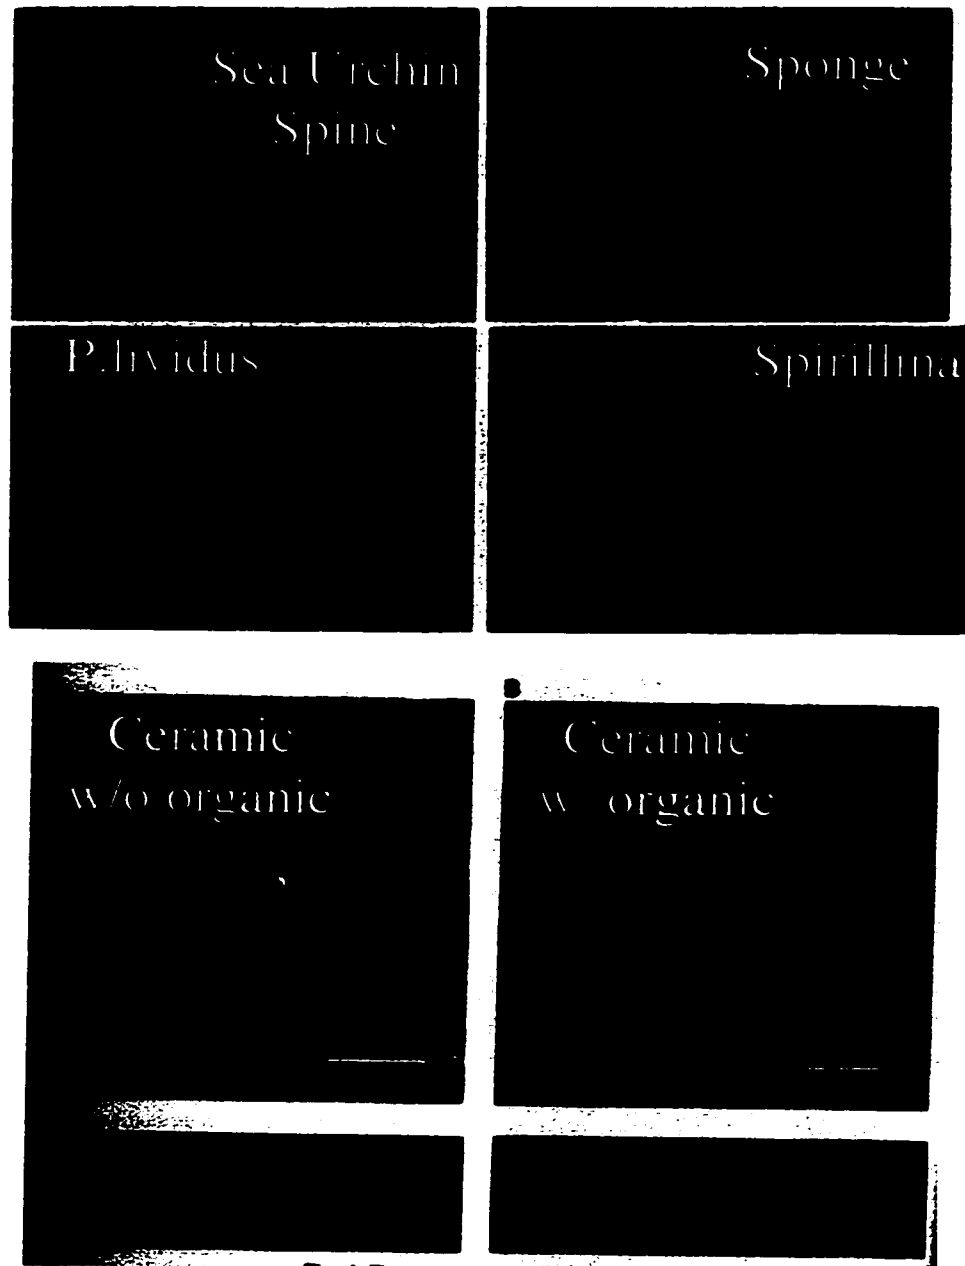 Sea Urchin
Spine
Sponge
P.lividus
Spirillina
Ceramic
w/o organic
Ceramic
w organic